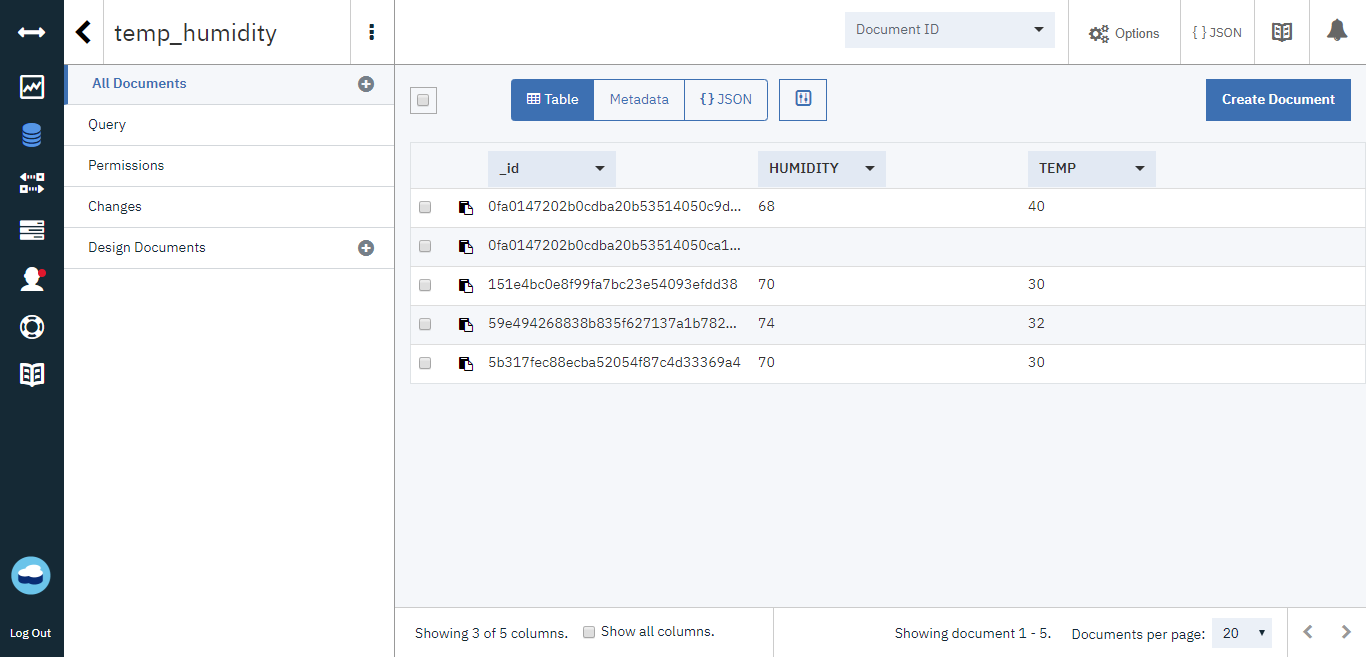 temp_humidity
Document ID
Options
{ } JSON
All Documents
Query
Permissions
Changes
Design Documents
Log Out
Table
Metadata
{ } JSON
Create Document
_id HUMIDITY TEMP
0fa0147202b0cdba20b53514050c9d... 68 40
0fa0147202b0cdba20b53514050ca1...
151e4bc0e8f99fa7bc23e54093efdd38 70 30
59e494268838b835f627137a1b782... 74 32
5b317fec88ecba52054f87c4d33369a4 70 30
Showing 3 of 5 columns. Show all columns. Showing document 1 - 5. Documents per page: 20